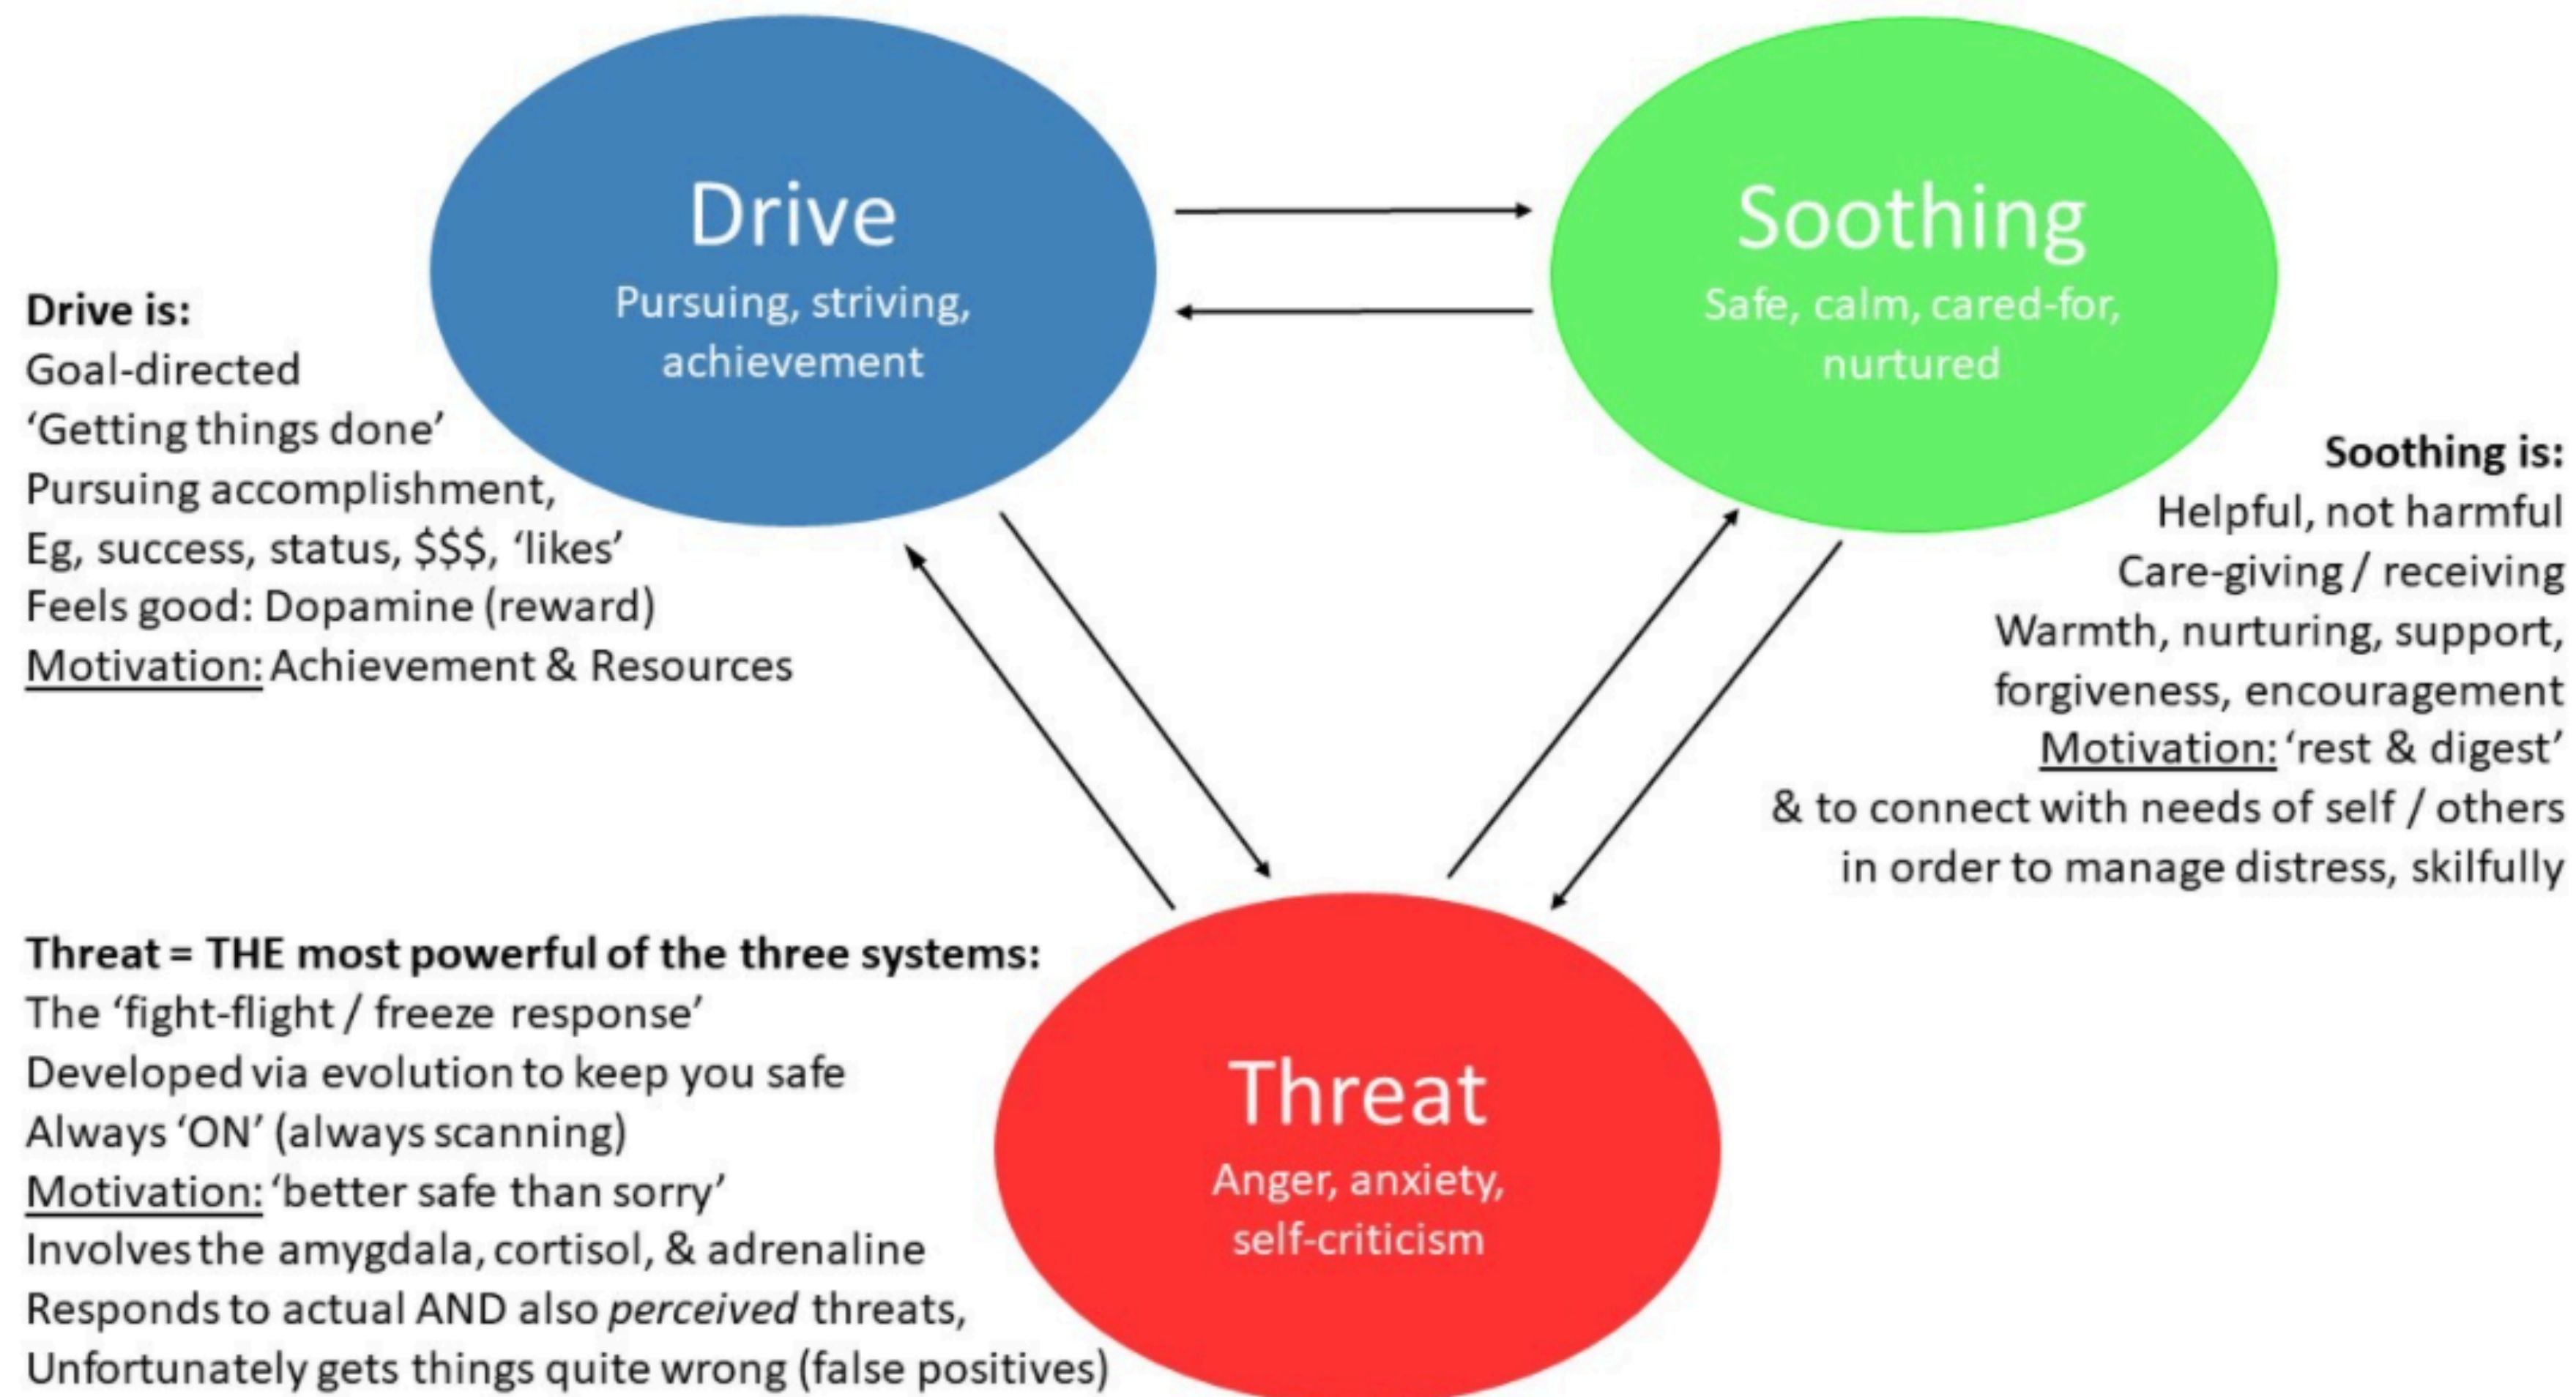 Drive
Pursuing, striving,
achievement
Soothing
Safe, calm, cared-for,
nurtured
Drive is:
Goal-directed
‘Getting things done’
Pursuing accomplishment,
Eg, success, status, $$$, ‘likes’
Feels good: Dopamine (reward)
Motivation: Achievement & Resources
Soothing is:
Helpful, not harmful
Care-giving / receiving
Warmth, nurturing, support,
forgiveness, encouragement
Motivation: ‘rest & digest’
& to connect with needs of self / others
in order to manage distress, skilfully
Threat = THE most powerful of the three systems:
The ‘fight-flight / freeze response’
Developed via evolution to keep you safe
Always ‘ON’ (always scanning)
Motivation: ‘better safe than sorry’
Involves the amygdala, cortisol, & adrenaline
Responds to actual AND also perceived threats,
Unfortunately gets things quite wrong (false positives)
Threat
Anger, anxiety,
self-criticism